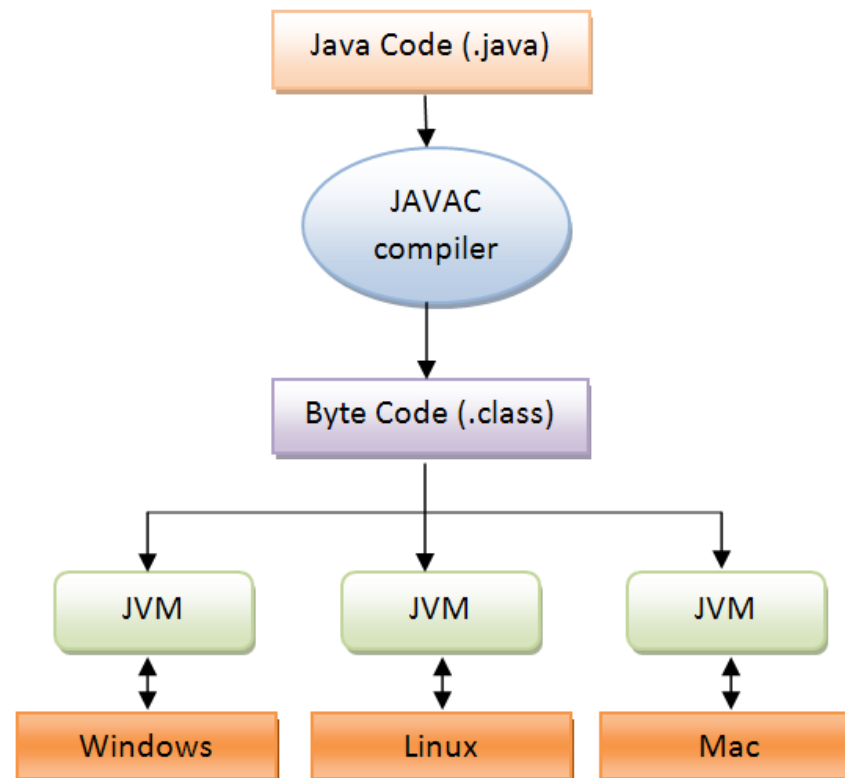 Java Code (.java)
JAVAC
compiler
Byte Code (.class)
JVM
JVM
JVM
Windows
Linux
Mac